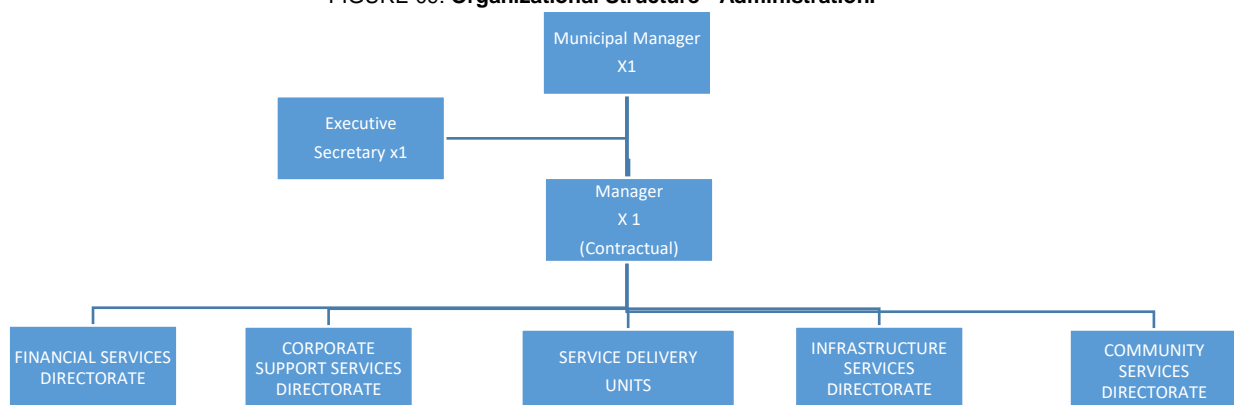 Organizational Structure - Administration.
Municipal Manager
X1
Executive
Secretary x1
Manager
X 1
(Contractual)
FINANCIAL SERVICES
DIRECTORATE
CORPORATE
SUPPORT SERVICES
DIRECTORATE
SERVICE DELIVERY
UNITS
INFRASTRUCTURE
SERVICES
DIRECTORATE
COMMUNITY
SERVICES
DIRECTORATE